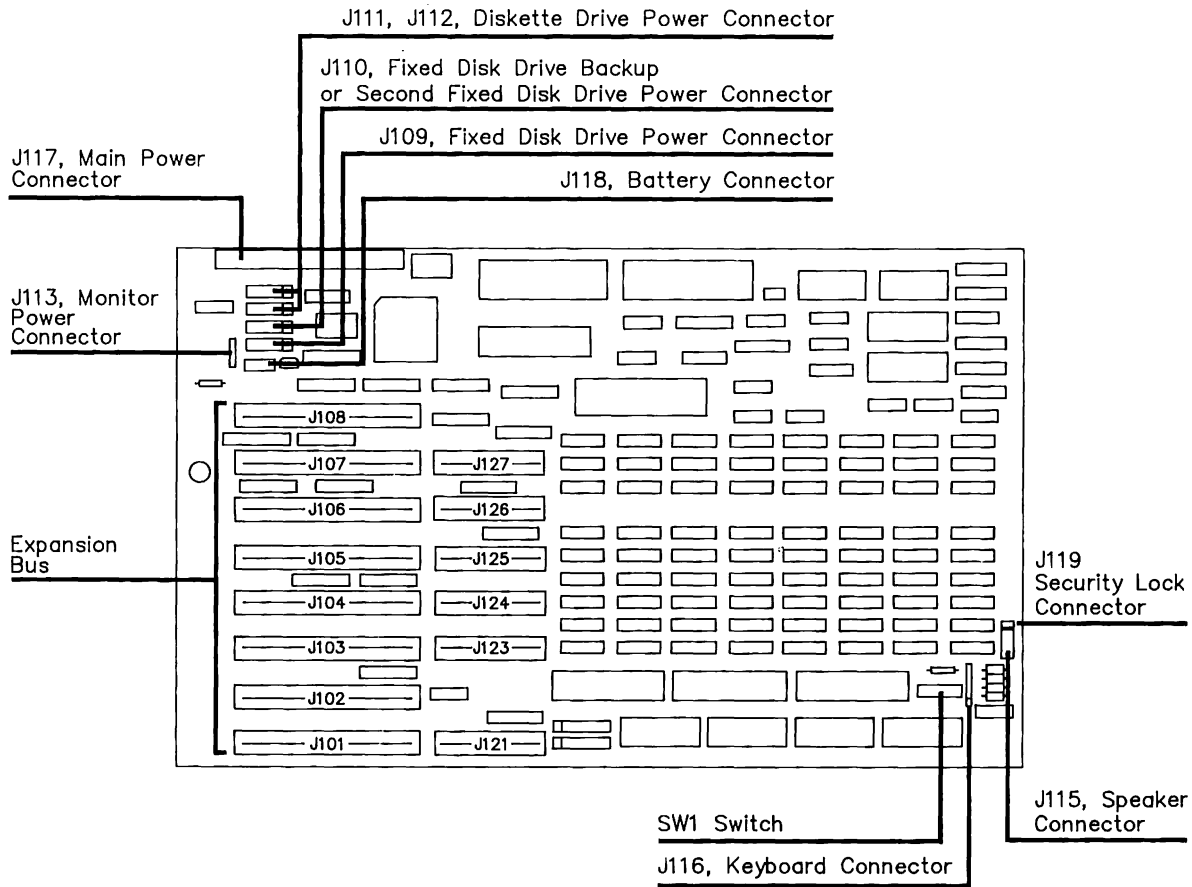 J111, J112, Diskette Drive Power Connector
J110, Fixed Disk Drive Backup
or Second Fixed Disk Drive Power Connector
J109, Fixed Disk Drive Power Connector
J117, Main Power
Connector
J118, Battery Connector
J113, Monitor
Power
Connector
J108
J107 J127
J106 J126
Expansion
Bus
J105 J125
J104 J124
J103 J123
J102
J101 J121
J119
Security Lock
Connector
J115, Speaker
Connector
SW1 Switch
J116, Keyboard Connector